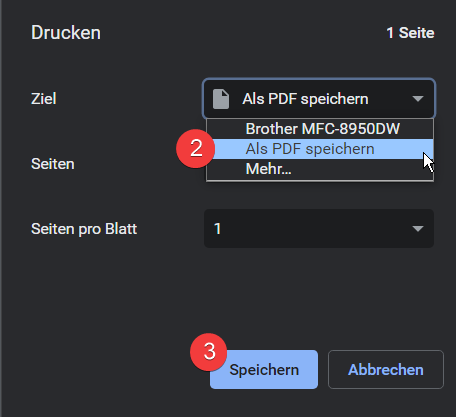 Drucken 1 Seite
Ziel Als PDF speichern
Brother MFC-8950DW
2 Als PDF speichern
Seiten
Mehr...
Seiten pro Blatt 1
3
Speichern Abbrechen